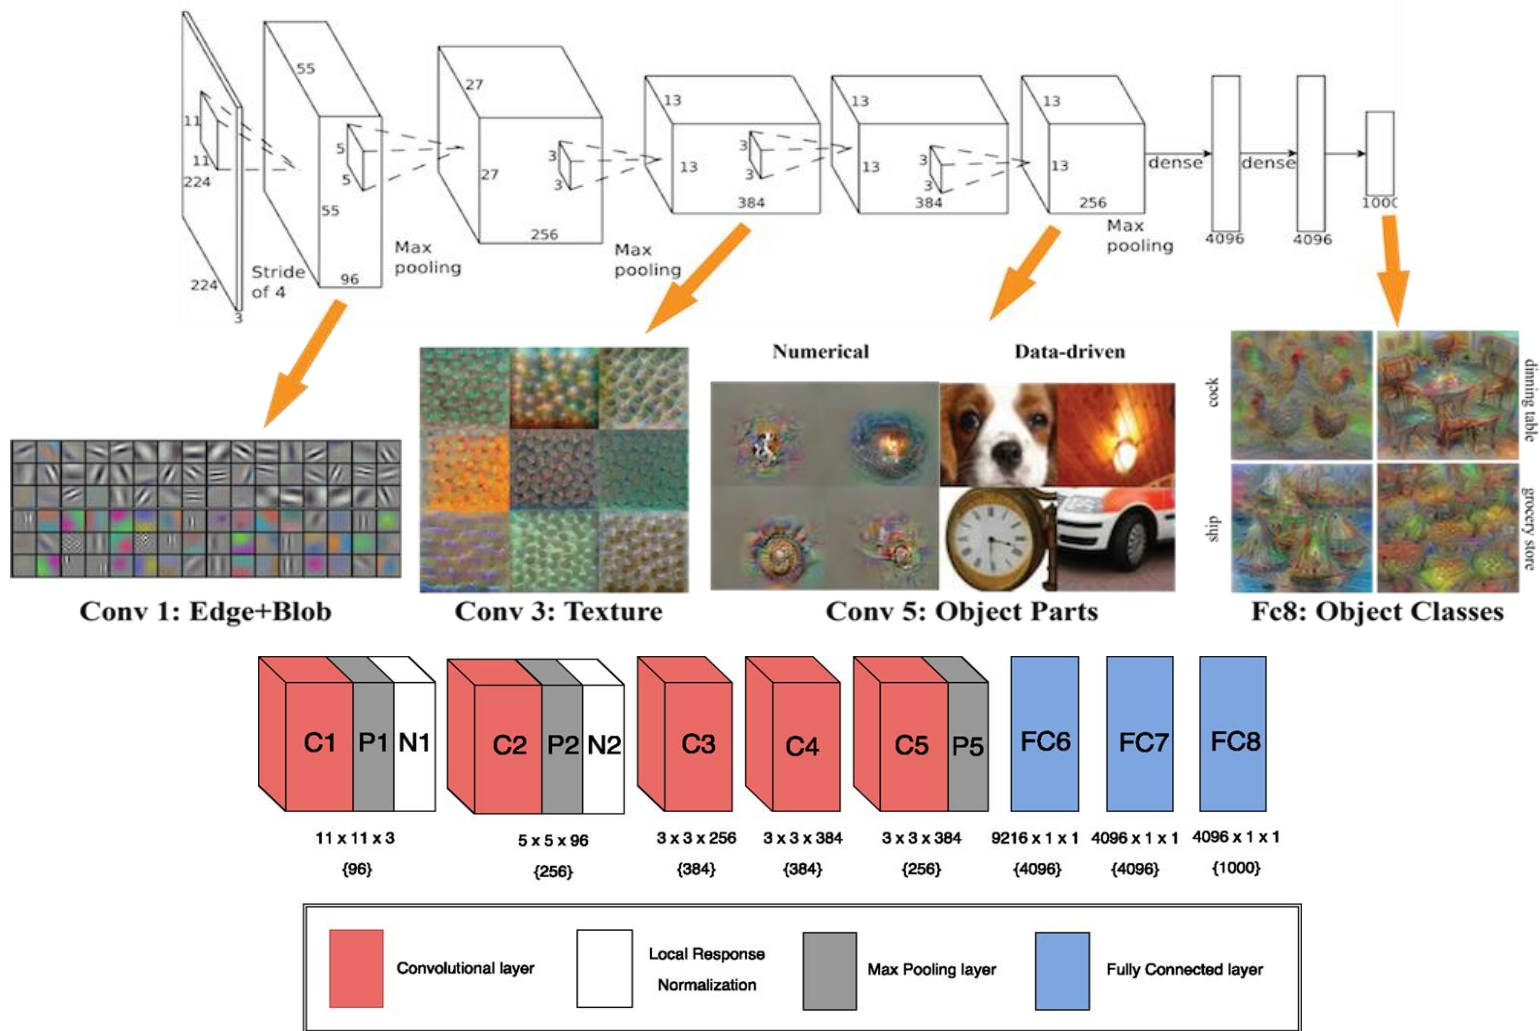 55
27
13
13
13
11
5
3
3
3
dense
dense
11
5
3
3
3
13
13
13
224
27
55
384
384
256
1000
256
Max
pooling
4096
4096
Max
pooling
Max
pooling
Stride
of 4
96
224
3
Numerical
Data-driven
cock
dinning table
ship
grocery store
Conv 1: Edge+Blob
Conv 3: Texture
Conv 5: Object Parts
Fc8: Object Classes
C1
P1
N1
C2
P2
N2
C3
C4
C5
P5
FC6
FC7
FC8
11 x 11 x 3
5 x 5 x 96
3 x 3 x 256
3 x 3 x 384
3 x 3 x 384
9216 x 1 x 1
4096 x 1 x 1
4096 x 1 x 1
{96}
{256}
{384}
{384}
{256}
{4096}
{4096}
{1000}
Convolutional layer
Local Response
Normalization
Max Pooling layer
Fully Connected layer